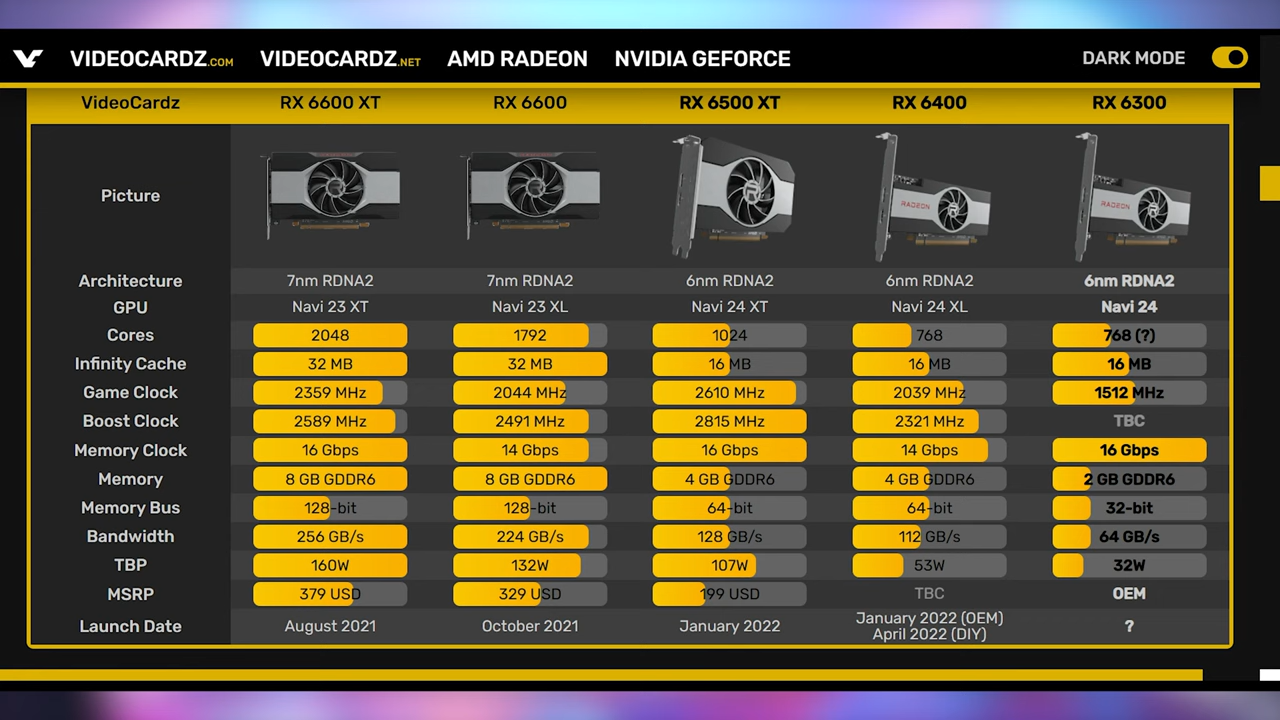 VIDEOCARDZ.COM VIDEOCARDZ.NET AMD RADEON NVIDIA GEFORCE DARK MODE
VideoCardz RX 6600 XT RX 6600 RX 6500 XT RX 6400 RX 6300
Picture
RADEON RADEON
Architecture 7nm RDNA2 7nm RDNA2 6nm RDNA2 6nm RDNA2 6nm RDNA2
GPU Navi 23 XT Navi 23 XL Navi 24 XT Navi 24 XL Navi 24
Cores 2048 1792 1024 768 768 (?)
Infinity Cache 32 MB 32 MB 16 MB 16 MB 16 MB
Game Clock 2359 MHz 2044 MHz 2610 MHz 2039 MHz 1512 MHz
Boost Clock 2589 MHz 2491 MHz 2815 MHz 2321 MHz TBC
Memory Clock 16 Gbps 14 Gbps 16 Gbps 14 Gbps 16 Gbps
Memory 8 GB GDDR6 8 GB GDDR6 4 GB GDDR6 4 GB GDDR6 2 GB GDDR6
Memory Bus 128-bit 128-bit 64-bit 64-bit 32-bit
Bandwidth 256 GB/s 224 GB/s 128 GB/s 112 GB/s 64 GB/s
TBP 160W 132W 107W 53W 32W
MSRP 379 USD 329 USD 199 USD TBC OEM
Launch Date August 2021 October 2021 January 2022 January 2022 (OEM) ?
April 2022 (DIY)